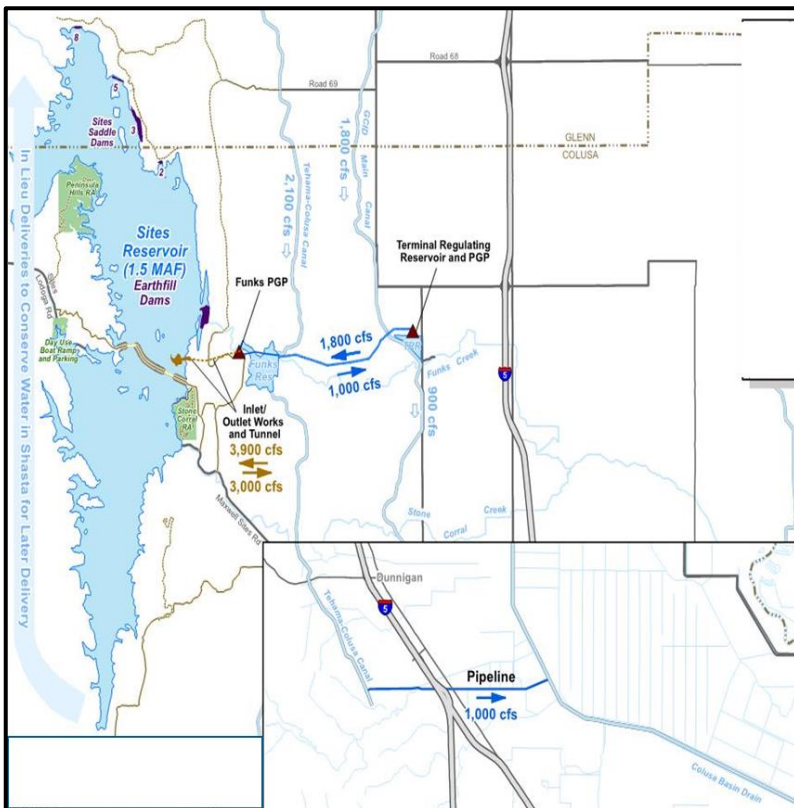 8
5
Sites
Saddle
Dams
3
2
Road 68
Road 69
GCID Main Canal
1,800 cfs
GLENN
COLUSA
Tehama-Colusa Canal
2,100 cfs
In Lieu Deliveries to Conserve Water in Shasta for Later Delivery
Peninsula
Hills RA
Sites
Reservoir
(1.5 MAF)
Earthfill
Dams
Terminal Regulating
Reservoir and PGP
Funks PGP
Sites
Lodoga Rd
Day Use
Boat Ramp
and Parking
1,800 cfs
1,000 cfs
TRR
Funks
Res
Funks Creek
5
900 cfs
Stone
Corral
RA
Inlet/
Outlet Works
and Tunnel
3,900 cfs
3,000 cfs
Maxwell Sites Rd
Stone
Corral
Creek
Dunnigan
5
Tehama-Colusa Canal
Pipeline
1,000 cfs
Colusa Basin Drain